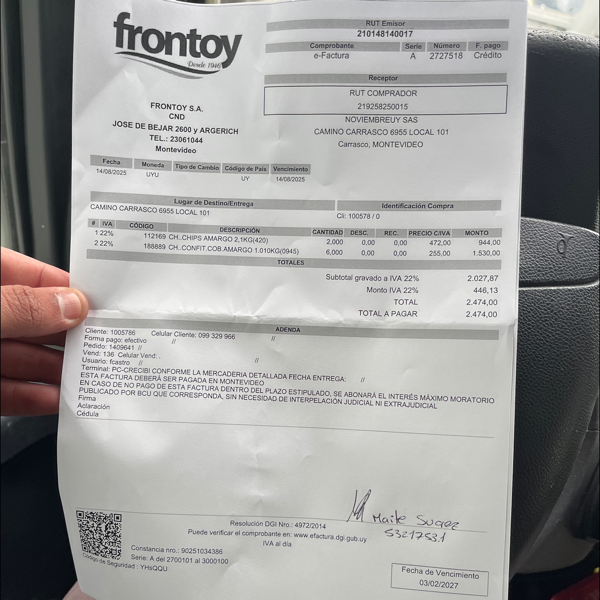 frontoy
Desde 1946
RUT Emisor
210148140017
Comprobante Serie Número F. pago
e-Factura A 2727518 Crédito
Receptor
RUT COMPRADOR
219258250015
NOVIEMBREUY SAS
CAMINO CARRASCO 6955 LOCAL 101
Carrasco, MONTEVIDEO
FRONTOY S.A.
CND
JOSE DE BEJAR 2600 y ARGERICH
TEL.: 23061044
Montevideo
Fecha Moneda Tipo de Cambio Código de País Vencimiento
14/08/2025 UYU UY 14/08/2025
Lugar de Destino/Entrega Identificación Compra
CAMINO CARRASCO 6955 LOCAL 101 Cli: 100578 / 0
# IVA CÓDIGO DESCRIPCIÓN CANTIDAD DESC. REC. PRECIO C/IVA MONTO
1 22% 112169 CH..CHIPS AMARGO 2,1KG(420) 2,000 472,00 944,00
2 22% 188889 CH..CONFIT.COB.AMARGO 1.010KG(0945) 6,000 255,00 1.530,00
TOTALES
Subtotal gravado a IVA 22% 2.027,87
Monto IVA 22% 446,13
TOTAL 2.474,00
TOTAL A PAGAR 2.474,00
ADENDA
Cliente: 1005786 Celular Cliente: 099 329 966 //
Forma pago: efectivo //
Pedido: 1409641 //
Vend: 136 Celular Vend: . //
Usuario: fcastro //
Terminal: PC-CRECIBI CONFORME LA MERCADERIA DETALLADA FECHA ENTREGA: //
ESTA FACTURA DEBERÁ SER PAGADA EN MONTEVIDEO
EN CASO DE NO PAGO DE ESTA FACTURA DENTRO DEL PLAZO ESTIPULADO, SE ABONARÁ EL INTERÉS MÁXIMO MORATORIO
PUBLICADO POR BCU QUE CORRESPONDA, SIN NECESIDAD DE INTERPELACIÓN JUDICIAL NI EXTRAJUDICIAL
Firma
Aclaración
Cédula
Maite Suarez
5321753.1
Resolución DGI Nro.: 4972/2014
Puede verificar el comprobante en: www.efactura.dgi.gub.uy
IVA al día
Constancia nro.: 90251034386
Serie: A del 2700101 al 3000100
Código de Seguridad : YHsQQU
Fecha de Vencimiento
03/02/2027